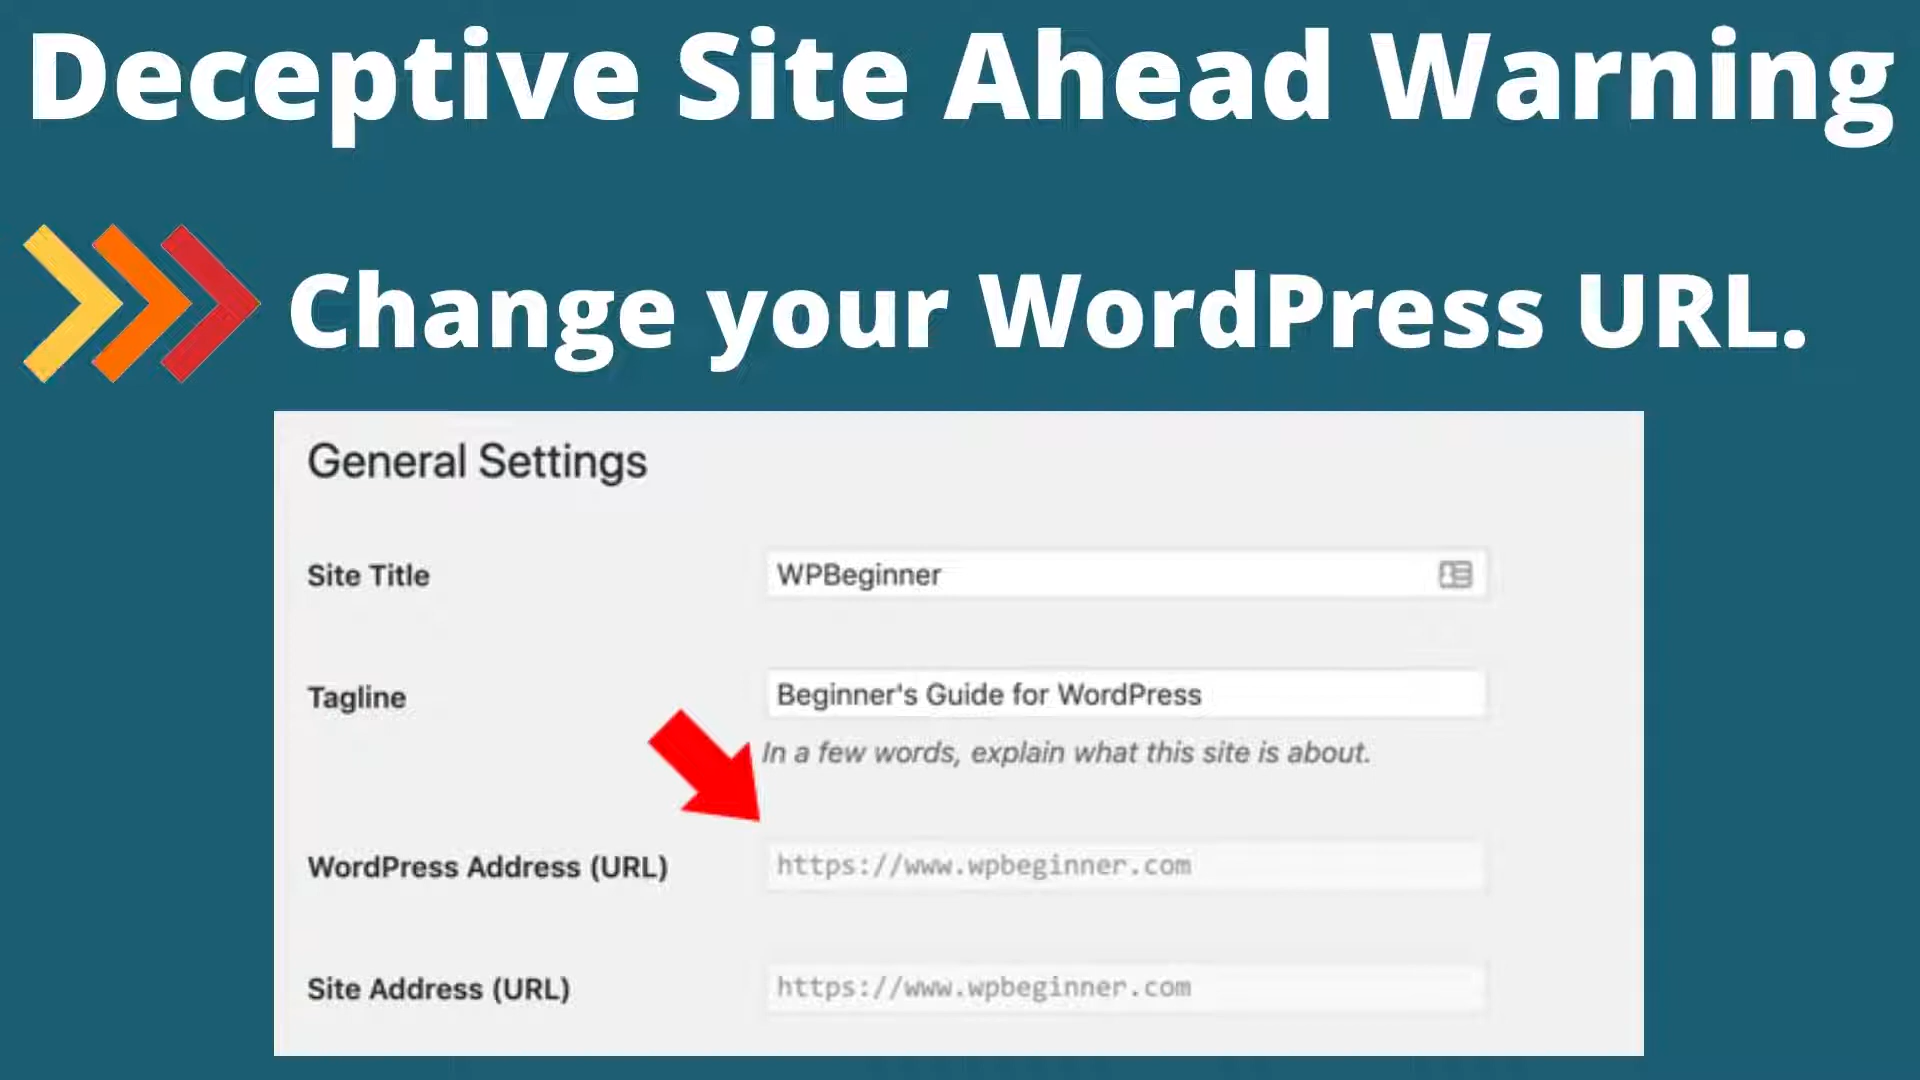 Deceptive Site Ahead Warning
Change your WordPress URL.
General Settings
Site Title WPBeginner
Tagline Beginner's Guide for WordPress
In a few words, explain what this site is about.
WordPress Address (URL) https://www.wpbeginner.com
Site Address (URL) https://www.wpbeginner.com